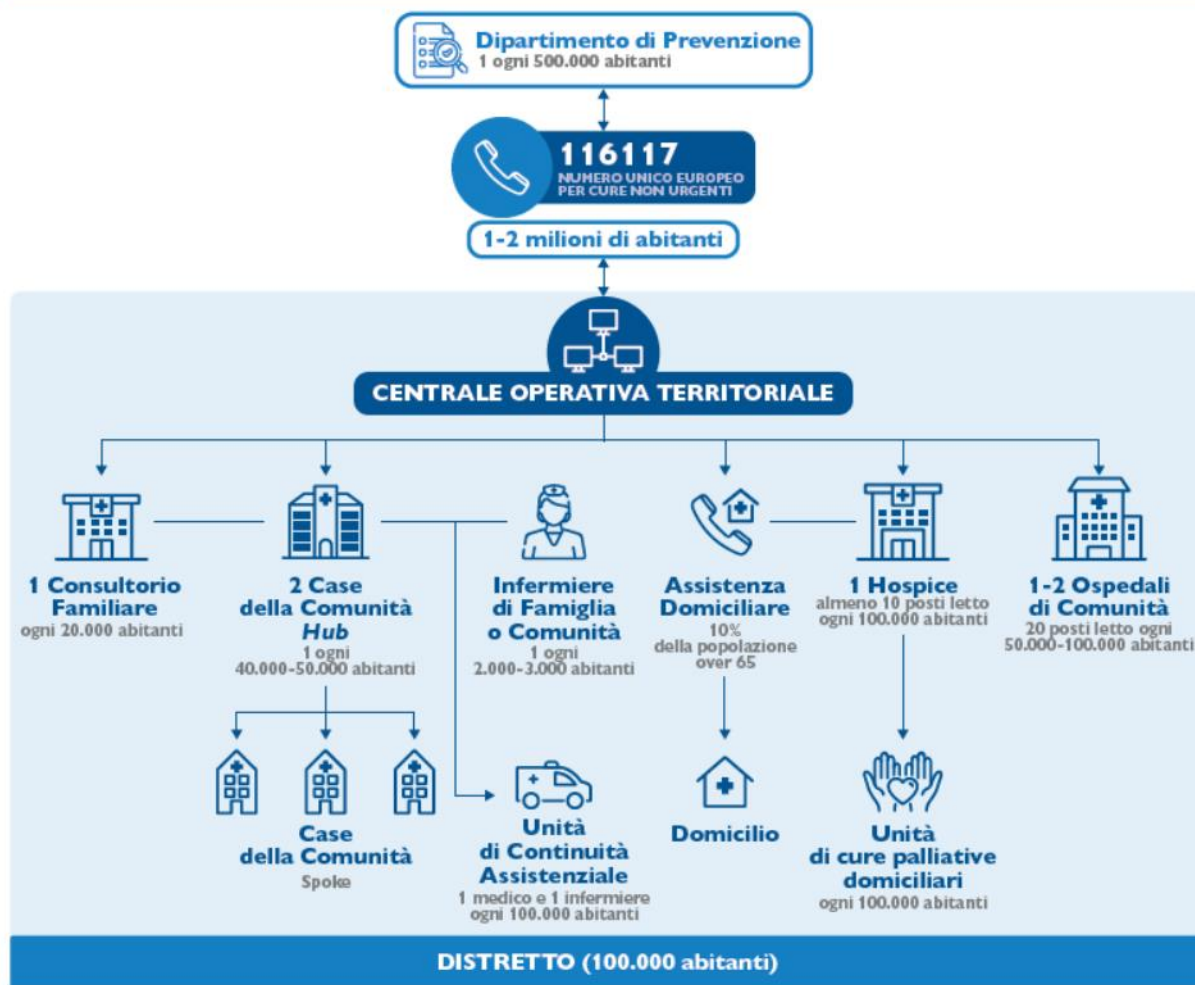 Dipartimento di Prevenzione
1 ogni 500.000 abitanti
116117
NUMERO UNICO EUROPEO
PER CURE NON URGENTI
1-2 milioni di abitanti
CENTRALE OPERATIVA TERRITORIALE
1 Consultorio
Familiare
ogni 20.000 abitanti
2 Case
della Comunità
Hub
1 ogni
40.000-50.000 abitanti
Infermiere
di Famiglia
o Comunità
1 ogni
2.000-3.000 abitanti
Assistenza
Domiciliare
10%
della popolazione
over 65
1 Hospice
almeno 10 posti letto
ogni 100.000 abitanti
1-2 Ospedali
di Comunità
20 posti letto ogni
50.000-100.000 abitanti
Case
della Comunità
Spoke
Unità
di Continuità
Assistenziale
1 medico e 1 infermiere
ogni 100.000 abitanti
Domicilio
Unità
di cure palliative
domiciliari
ogni 100.000 abitanti
DISTRETTO (100.000 abitanti)